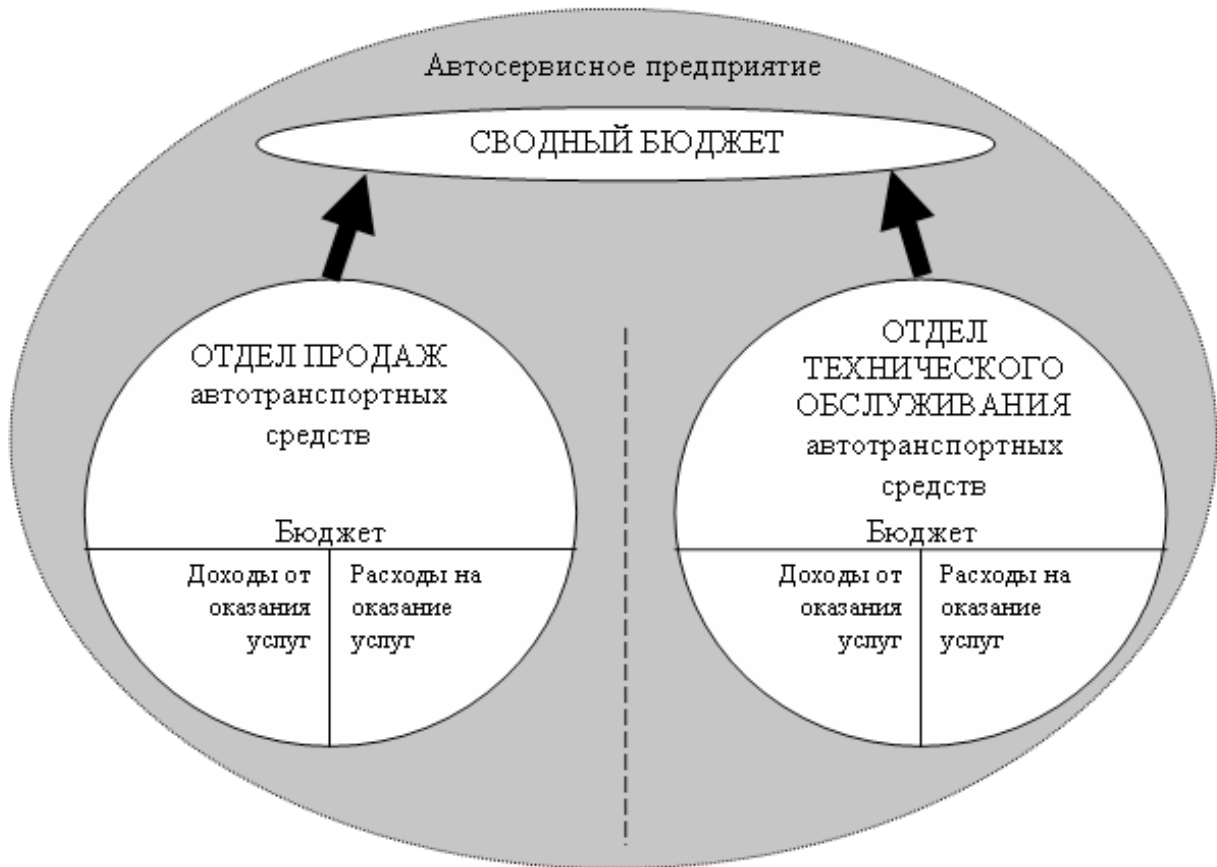 Автосервисное предприятие
СВОДНЫЙ БЮДЖЕТ
ОТДЕЛ ПРОДАЖ
автотранспортных
средств
Бюджет
Доходы от
оказания
услуг
Расходы на
оказание
услуг
ОТДЕЛ
ТЕХНИЧЕСКОГО
ОБСЛУЖИВАНИЯ
автотранспортных
средств
Бюджет
Доходы от
оказания
услуг
Расходы на
оказание
услуг